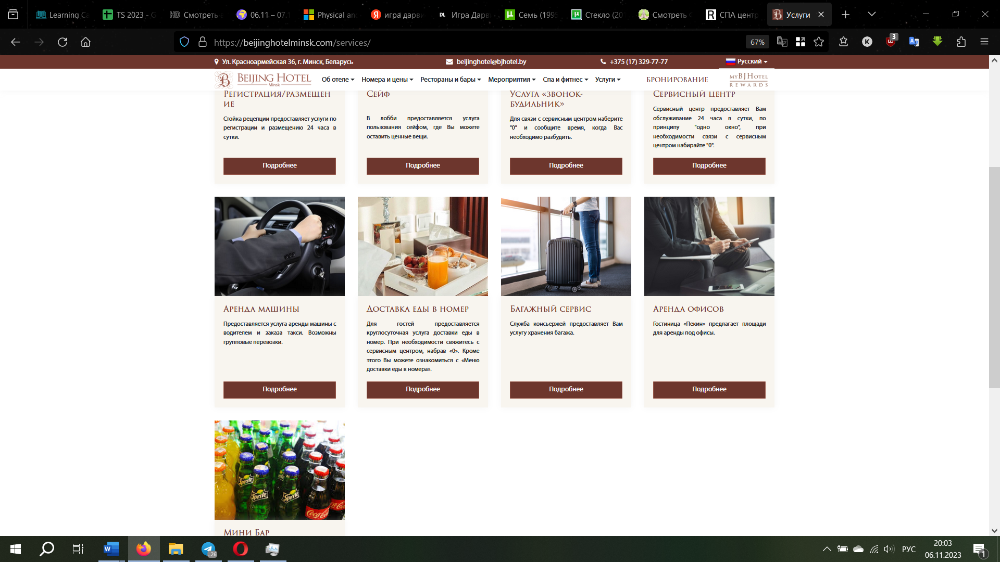 Learning Ca
TS 2023 - G
Смотреть
06.11 – 07.1
Physical and
игра дарви
DL
Игра Дарв
Семь (1995
Стекло (20
Смотреть
СПА центр
Услуги
https://beijinghotelminsk.com/services/
67%
3
Ул. Красноармейская 36, г. Минск, Беларусь
beijinghotel@bjhotel.by
+375 (17) 329-77-77
Русский
Beijing Hotel
Minsk
Об отеле
Номера и цены
Рестораны и бары
Мероприятия
Спа и фитнес
Услуги
БРОНИРОВАНИЕ
MYBJHOTEL
REWARDS
Регистрация/размещен
ие
Стойка рецепции предоставляет услуги по
регистрации и размещению 24 часа в
сутки.
Подробнее
Сейф
В лобби предоставляется услуга
пользования сейфом, где Вы можете
оставить ценные вещи.
Подробнее
Услуга «звонок-
будильник»
Для связи с сервисным центром наберите
"0" и сообщите время, когда Вас
необходимо разбудить.
Подробнее
Сервисный центр
Сервисный центр предоставляет Вам
обслуживание 24 часа в сутки, по
принципу "одно окно", при
необходимости связи с сервисным
центром набирайте "0".
Подробнее
Аренда машины
Предоставляется услуга аренды машины с
водителем и заказа такси. Возможны
групповые перевозки.
Подробнее
Доставка еды в номер
Для гостей предоставляется
круглосуточная услуга доставки еды в
номер. При необходимости свяжитесь с
сервисным центром, набрав «0». Кроме
этого Вы можете ознакомиться с «Меню
доставки еды в номера».
Подробнее
Багажный сервис
Служба консьержей предоставляет Вам
услугу хранения багажа.
Подробнее
Аренда офисов
Гостиница «Пекин» предлагает площади
для аренды под офисы.
Подробнее
Sprite
Sprite
Sprite
Coca-Cola
Мини Бар
..26
РУС
20:03
06.11.2023
1